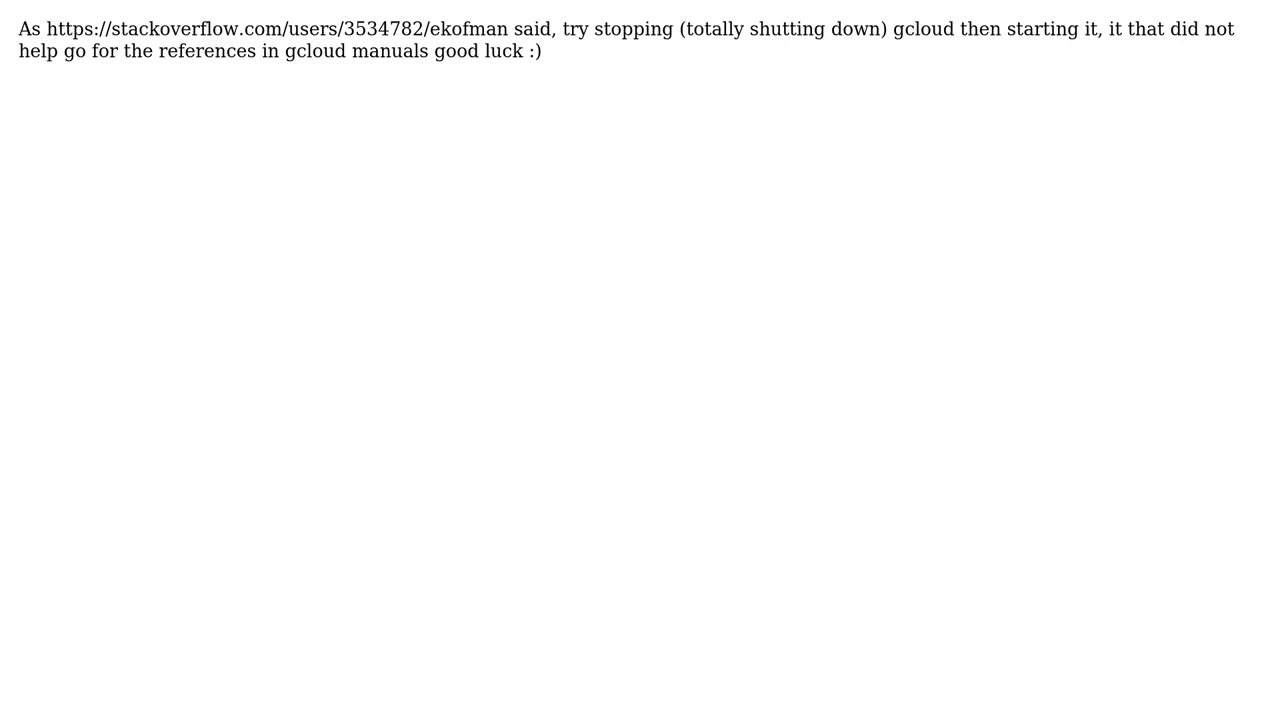 As https://stackoverflow.com/users/3534782/ekofman said, try stopping (totally shutting down) gcloud then starting it, it that did not
help go for the references in gcloud manuals good luck :)